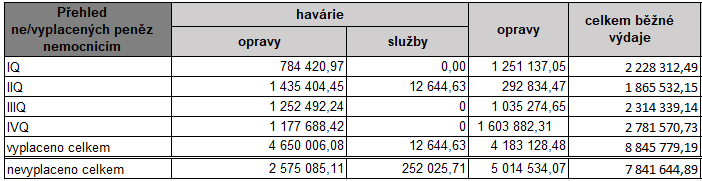 Přehled
ne/vyplacených peněz
nemocnicím
havárie
opravy
služby
opravy
celkem běžné
výdaje
IQ 784 420,97 0,00 1 251 137,05 2 228 312,49
IIQ 1 435 404,45 12 644,63 292 834,47 1 865 532,15
IIIQ 1 252 492,24 0 1 035 274,65 2 314 339,14
IVQ 1 177 688,42 0 1 603 882,31 2 781 570,73
vyplaceno celkem 4 650 006,08 12 644,63 4 183 128,48 8 845 779,19
nevyplaceno celkem 2 575 085,11 252 025,71 5 014 534,07 7 841 644,89